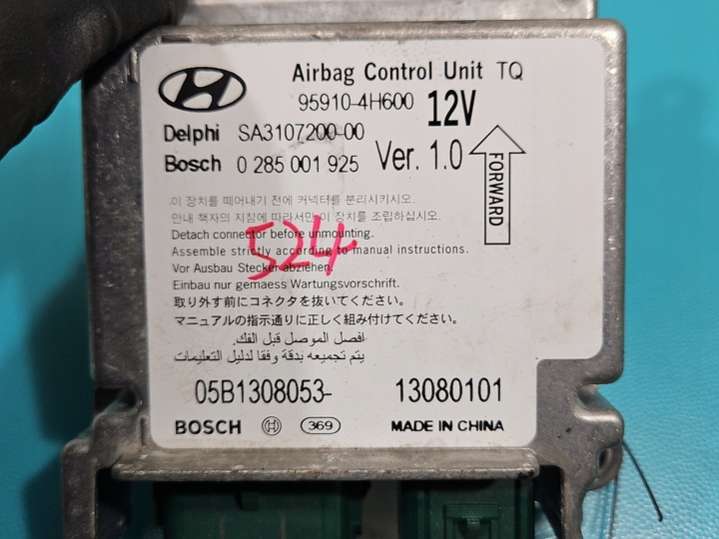 Airbag Control Unit TQ
95910-4H600 12V
Delphi SA3107200-00
Bosch 0 285 001 925 Ver. 1.0
FORWARD
이 장치를 떼어내기 전에 커넥터를 분리시키시오.
안내 책자의 지침에 따라서만 이 장치를 조립하십시오.
Detach connector before unmounting.
Assemble strictly according to manual instructions.
524
Vor Ausbau Stecker abziehen.
Einbau nur gemaess Wartungsvorschrift.
取り外す前にコネクタを抜いてください。
マニュアルの指示通りに正しく組み付けてください。
افصل الموصل قبل الفك.
يتم تجميعه بدقة وفقا لدليل التعليمات
05B1308053- 13080101
BOSCH 369 MADE IN CHINA